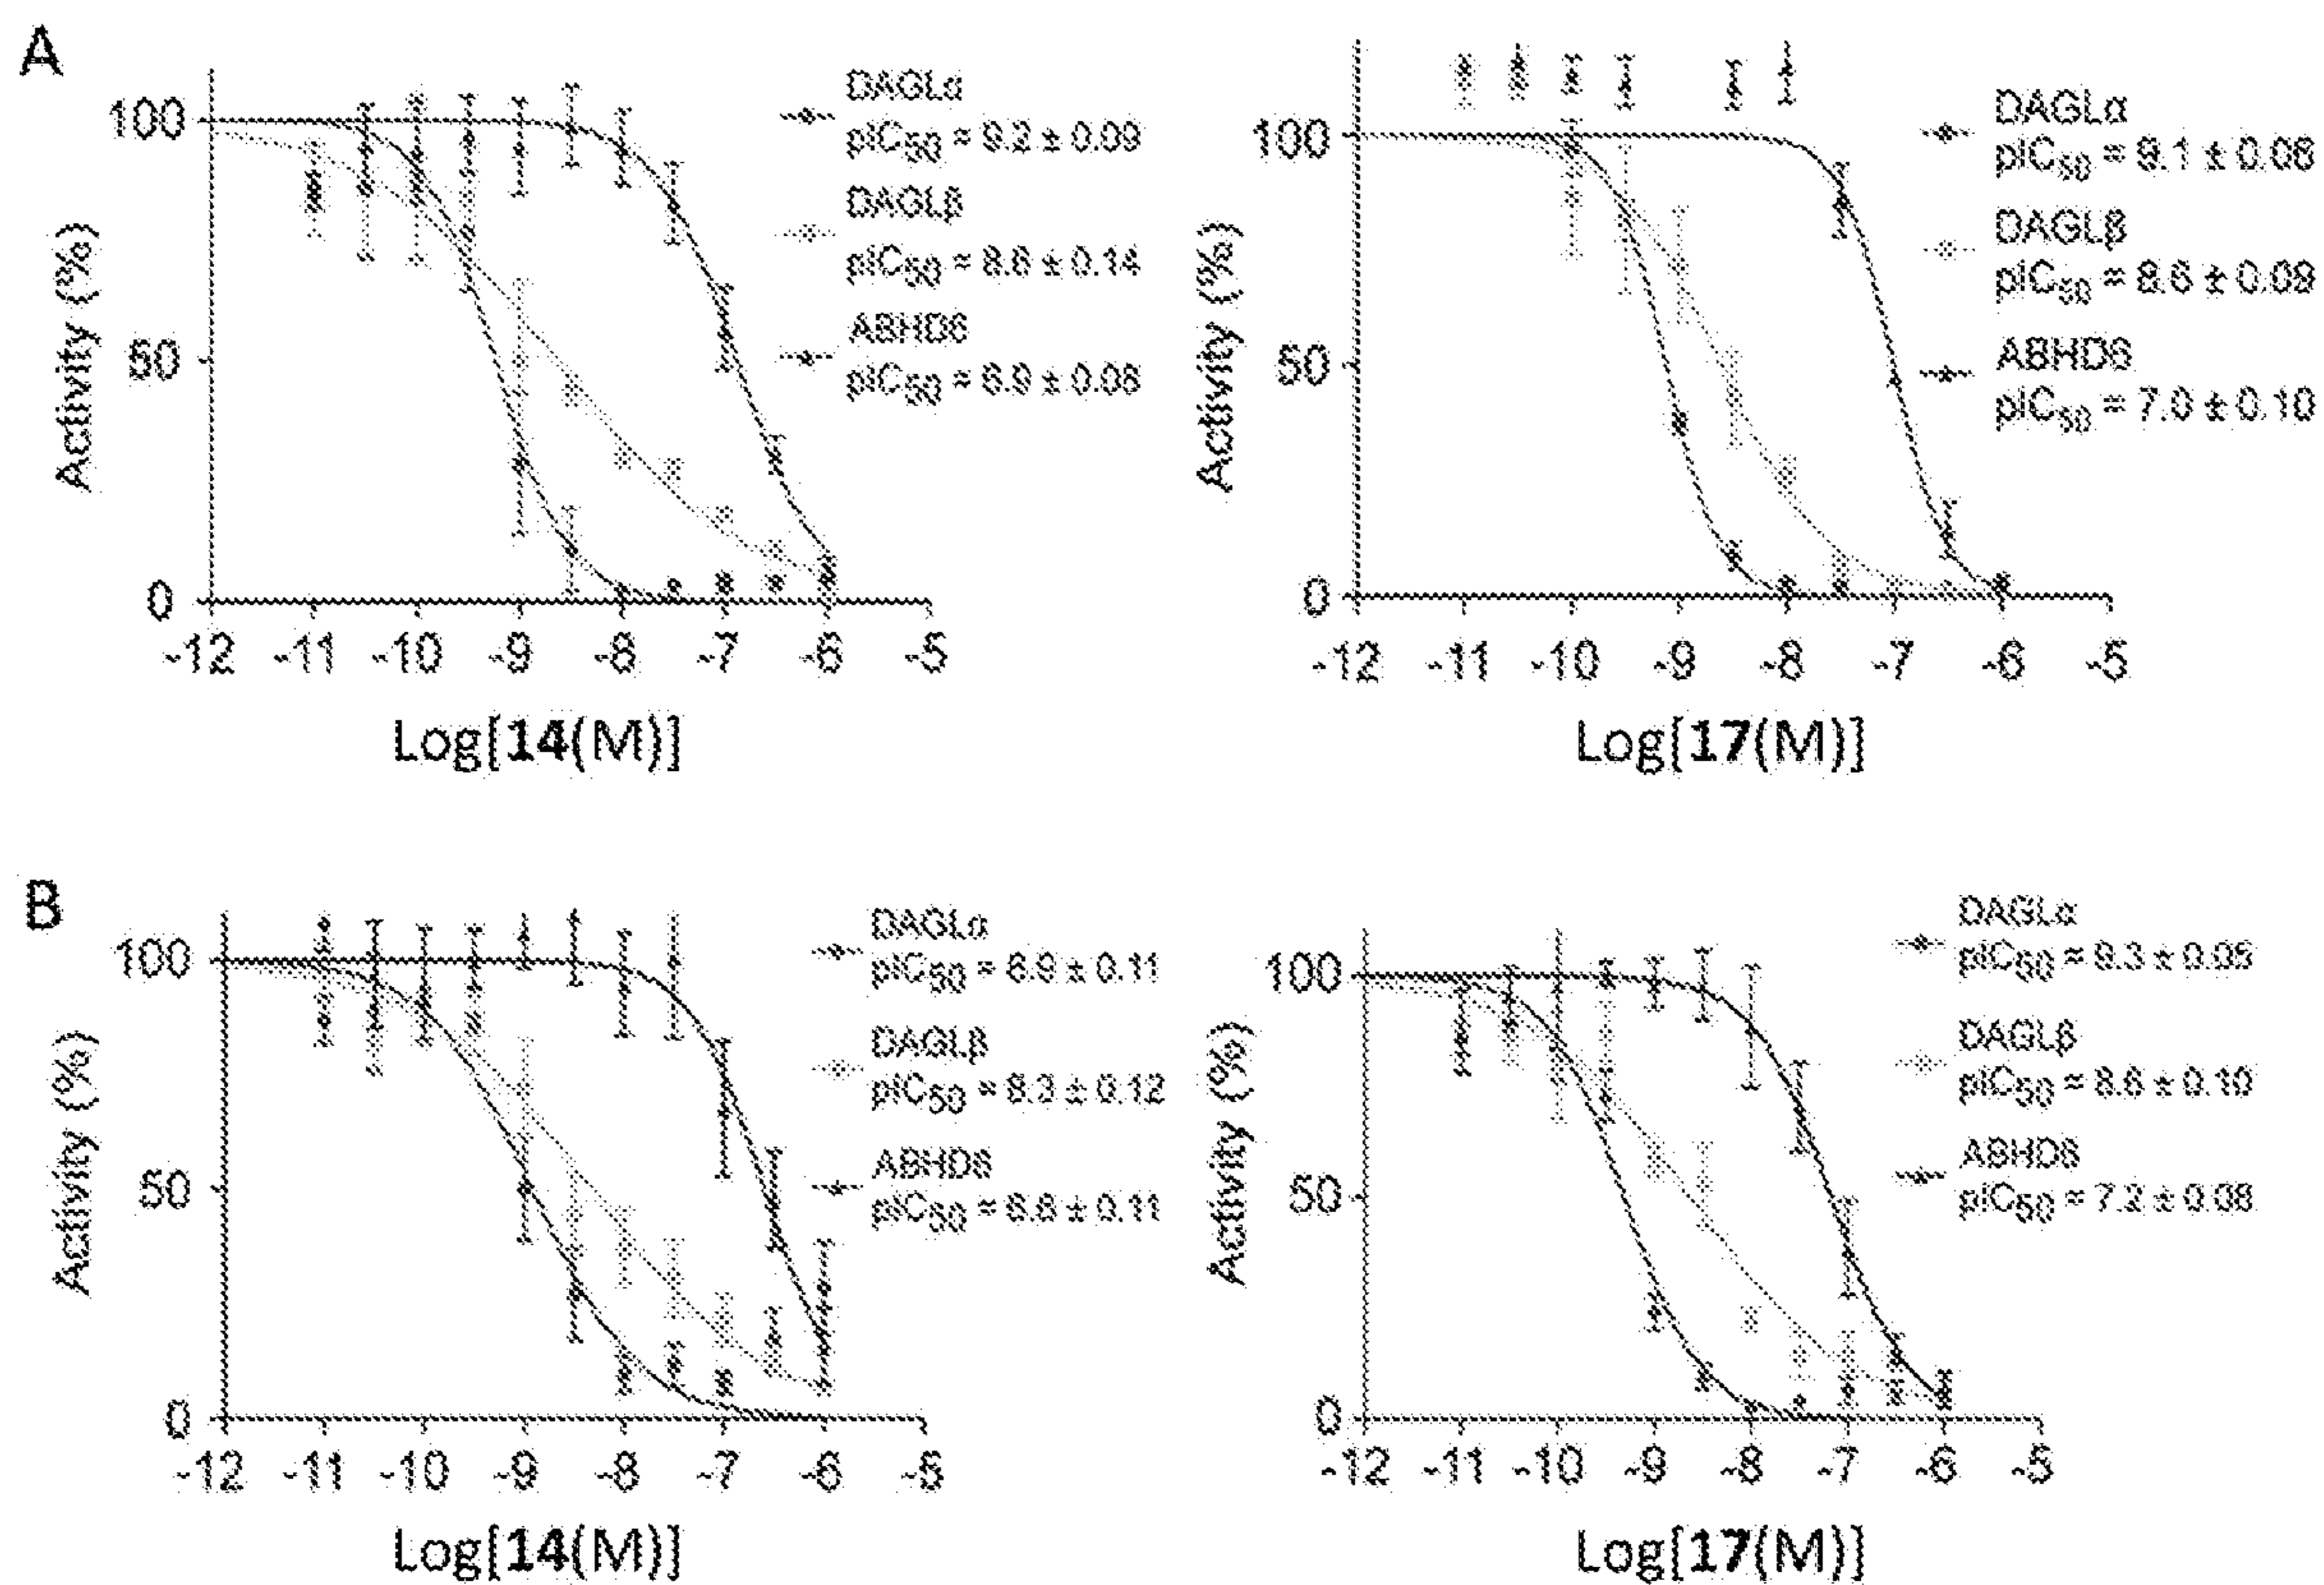 A
100
50
0
Activity (%)
-12 -11 -10 -9 -8 -7 -6 -5
Log[14(M)]
DAGLα
pIC50 = 9.2 ± 0.09
DAGLβ
pIC50 = 8.6 ± 0.14
ABHD6
pIC50 = 6.9 ± 0.08
100
50
0
Activity (%)
-12 -11 -10 -9 -8 -7 -6 -5
Log[17(M)]
DAGLα
pIC50 = 9.1 ± 0.06
DAGLβ
pIC50 = 8.6 ± 0.09
ABHD6
pIC50 = 7.0 ± 0.10
B
100
50
0
Activity (%)
-12 -11 -10 -9 -8 -7 -6 -5
Log[14(M)]
DAGLα
pIC50 = 8.9 ± 0.11
DAGLβ
pIC50 = 8.3 ± 0.12
ABHD6
pIC50 = 6.6 ± 0.11
100
50
0
Activity (%)
-12 -11 -10 -9 -8 -7 -6 -5
Log[17(M)]
DAGLα
pIC50 = 9.3 ± 0.05
DAGLβ
pIC50 = 8.6 ± 0.10
ABHD6
pIC50 = 7.2 ± 0.08